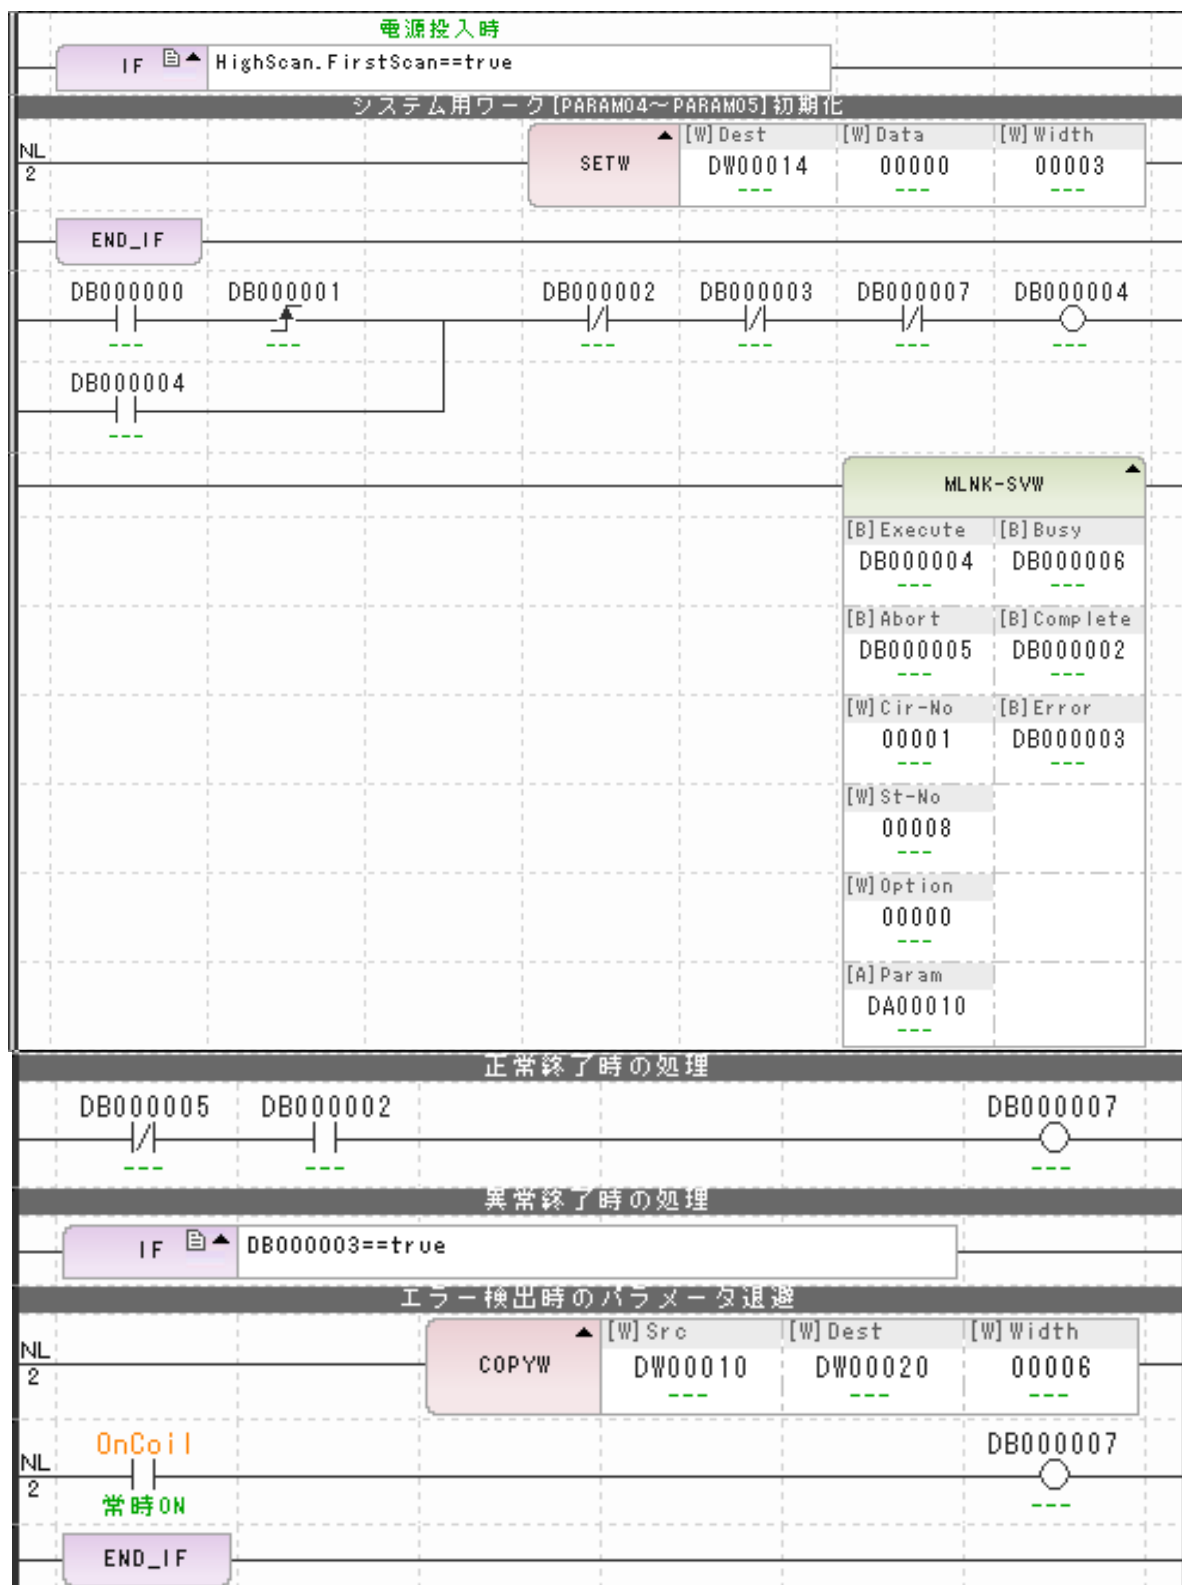 電源投入時
IF HighScan.FirstScan==true
システム用ワーク[PARAM04～PARAM05]初期化
[W]Dest [W]Data [W]Width
NL
2
SETW DW00014 00000 00003
--- --- ---
END_IF
DB000000 DB000001 DB000002 DB000003 DB000007 DB000004
--- --- --- --- --- ---
DB000004
---
MLNK-SVW
[B]Execute [B]Busy
DB000004 DB000006
--- ---
[B]Abort [B]Complete
DB000005 DB000002
--- ---
[W]Cir-No [B]Error
00001 DB000003
--- ---
[W]St-No
00008
---
[W]Option
00000
---
[A]Param
DA00010
---
正常終了時の処理
DB000005 DB000002 DB000007
--- --- ---
異常終了時の処理
IF DB000003==true
エラー検出時のパラメータ退避
[W]Src [W]Dest [W]Width
NL
2
COPYW DW00010 DW00020 00006
--- --- ---
OnCoil DB000007
NL
2
常時ON ---
END_IF